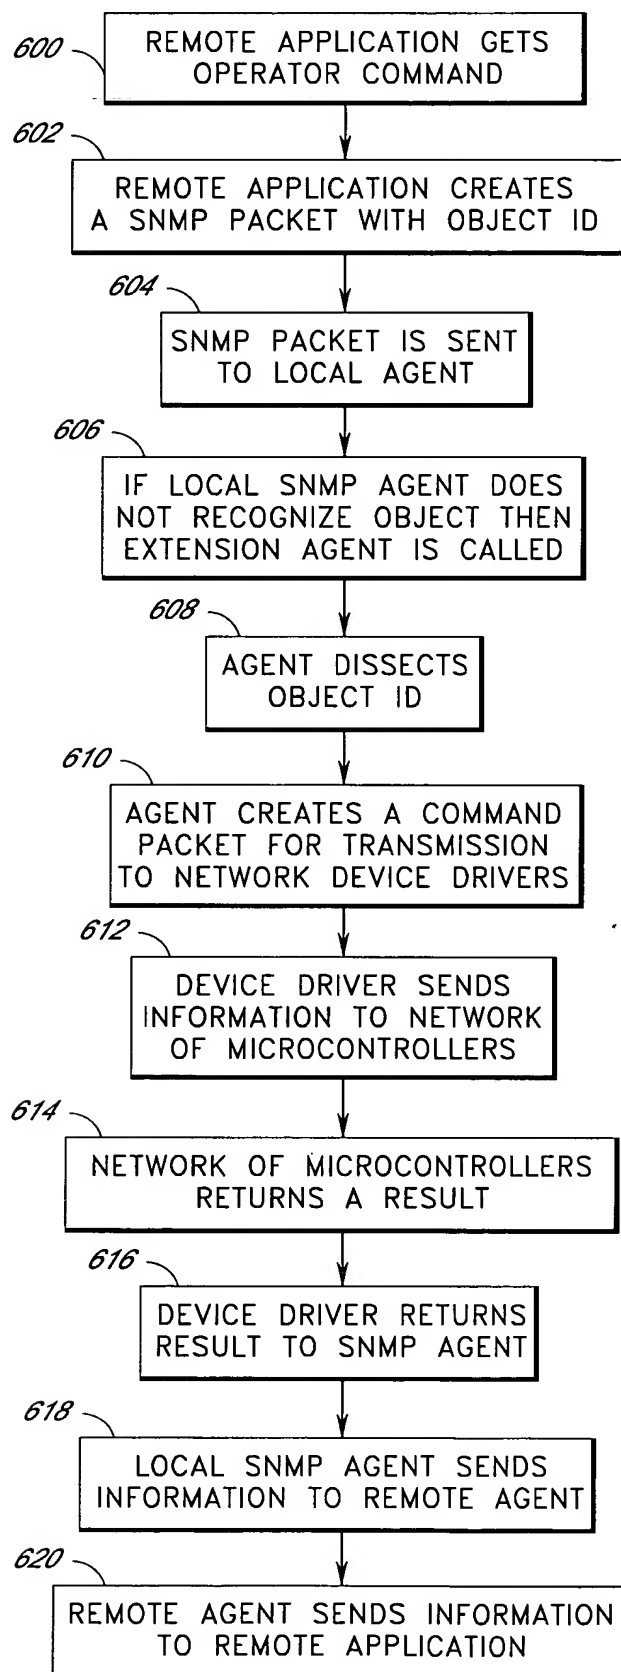 600
REMOTE APPLICATION GETS
OPERATOR COMMAND
602
REMOTE APPLICATION CREATES
A SNMP PACKET WITH OBJECT ID
604
SNMP PACKET IS SENT
TO LOCAL AGENT
606
IF LOCAL SNMP AGENT DOES
NOT RECOGNIZE OBJECT THEN
EXTENSION AGENT IS CALLED
608
AGENT DISSECTS
OBJECT ID
610
AGENT CREATES A COMMAND
PACKET FOR TRANSMISSION
TO NETWORK DEVICE DRIVERS
612
DEVICE DRIVER SENDS
INFORMATION TO NETWORK
OF MICROCONTROLLERS
614
NETWORK OF MICROCONTROLLERS
RETURNS A RESULT
616
DEVICE DRIVER RETURNS
RESULT TO SNMP AGENT
618
LOCAL SNMP AGENT SENDS
INFORMATION TO REMOTE AGENT
620
REMOTE AGENT SENDS INFORMATION
TO REMOTE APPLICATION